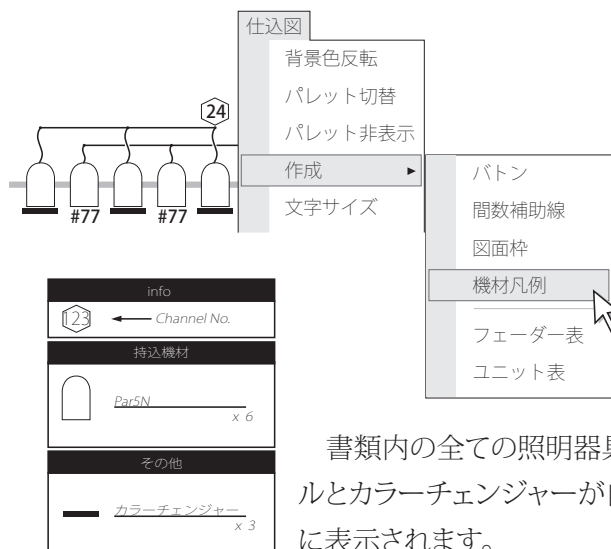 仕込図
背景色反転
パレット切替
パレット非表示
作成 ▸
文字サイズ
バトン
間数補助線
図面枠
機材凡例
フェーダー表
ユニット表
24
#77 #77
info
123 Channel No.
持込機材
Par5N
x 6
その他
カラーチェンジャー
x 3
書類内の全ての照明器具
ルとカラーチェンジャーが
に表示されます。